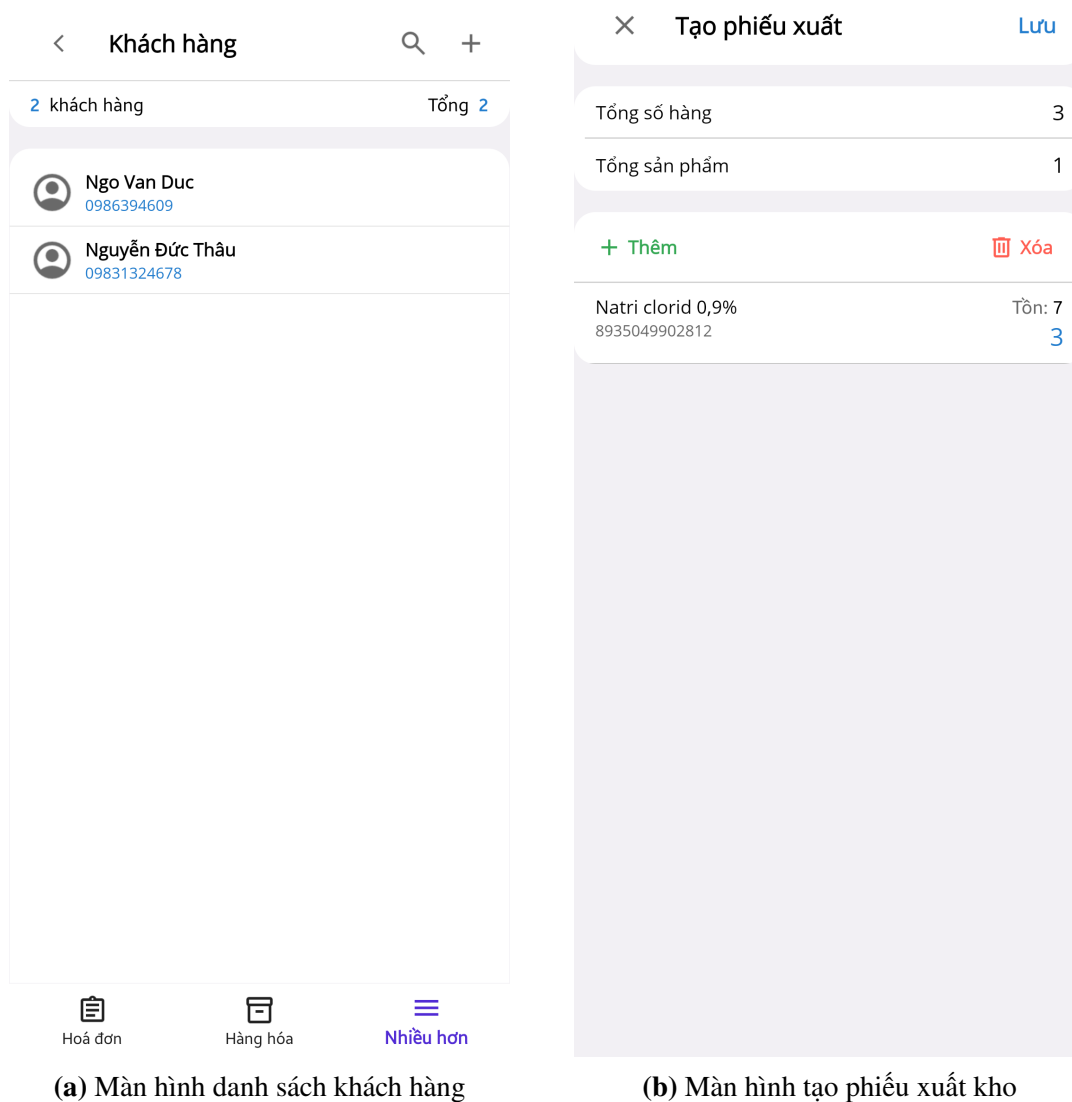 Khách hàng
2 khách hàng Tổng 2
Ngo Van Duc
0986394609
Nguyễn Đức Thâu
09831324678
Hoá đơn Hàng hóa Nhiều hơn
(a) Màn hình danh sách khách hàng
Tạo phiếu xuất Lưu
Tổng số hàng 3
Tổng sản phẩm 1
Thêm Xóa
Natri clorid 0,9% Tồn: 7
8935049902812 3
(b) Màn hình tạo phiếu xuất kho